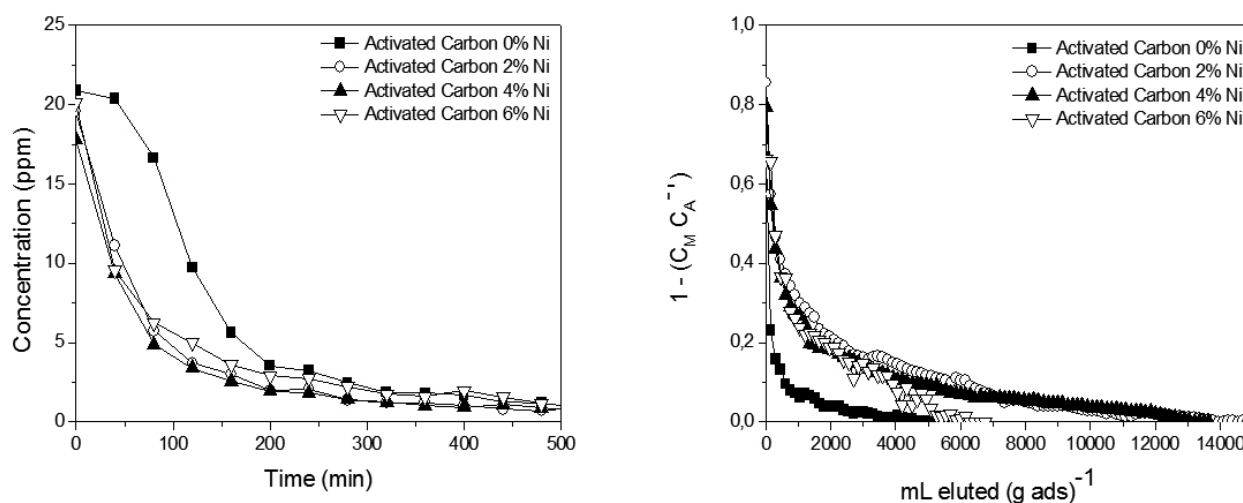 25
20
15
10
5
0
Concentration (ppm)
Activated Carbon 0% Ni
Activated Carbon 2% Ni
Activated Carbon 4% Ni
Activated Carbon 6% Ni
0 100 200 300 400 500
Time (min)
1,0
0,8
0,6
0,4
0,2
0,0
1 - (C_M C_A⁻¹)
Activated Carbon 0% Ni
Activated Carbon 2% Ni
Activated Carbon 4% Ni
Activated Carbon 6% Ni
0 2000 4000 6000 8000 10000 12000 14000
mL eluted (g ads)⁻¹